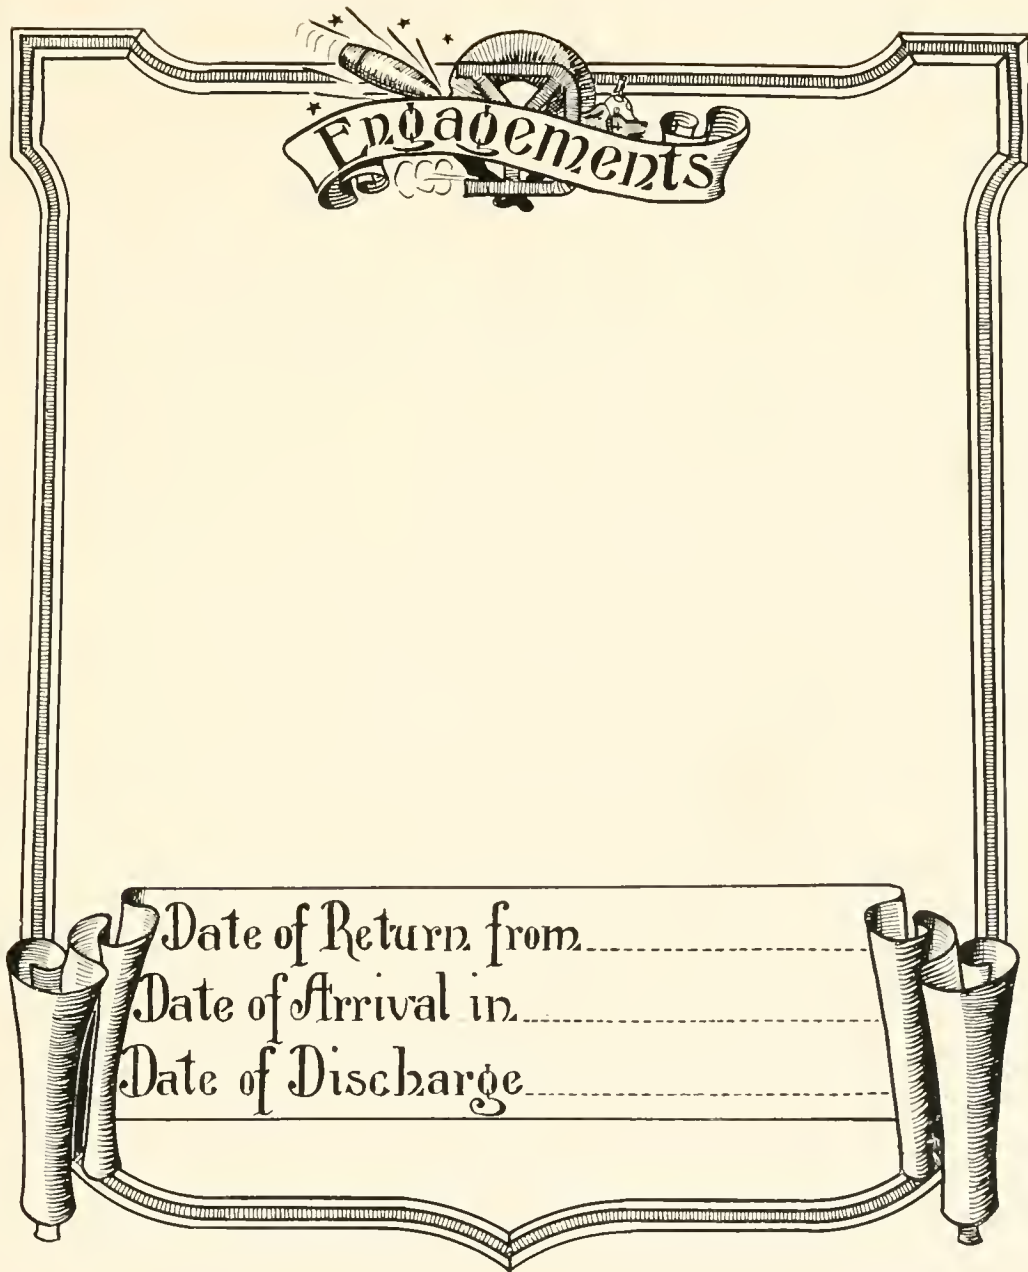 Engagements
Date of Return from
Date of Arrival in
Date of Discharge